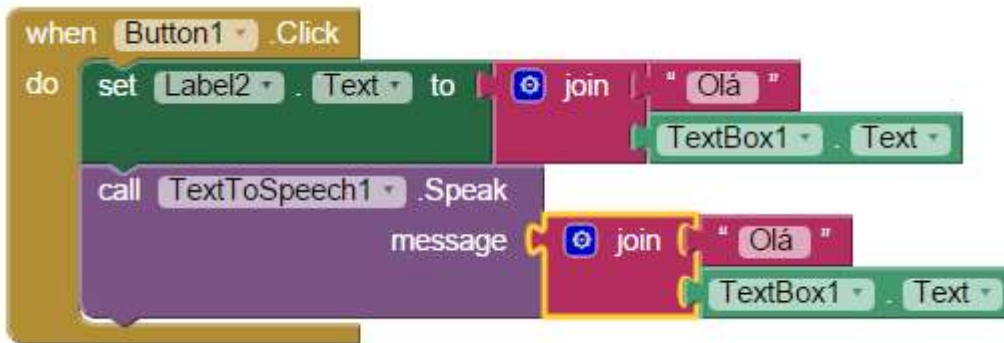 when Button1 .Click
do set Label2 . Text to join " Olá "
TextBox1 . Text
call TextToSpeech1 .Speak
message join " Olá "
TextBox1 . Text